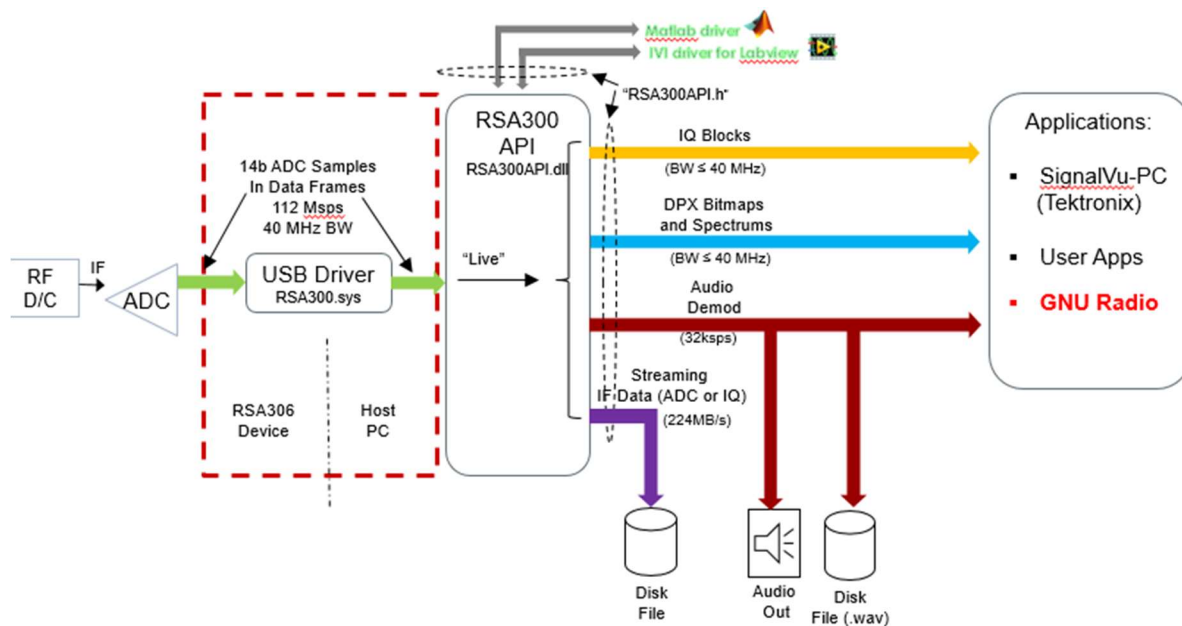 Matlab driver
IVI driver for Labview
"RSA300API.h"
RSA300
API
RSA300API.dll
"Live"
14b ADC Samples
In Data Frames
112 Msps
40 MHz BW
RF
D/C
IF
ADC
USB Driver
RSA300.sys
RSA306
Device
Host
PC
IQ Blocks
(BW ≤ 40 MHz)
DPX Bitmaps
and Spectrums
(BW ≤ 40 MHz)
Audio
Demod
(32ksps)
Streaming
IF Data (ADC or IQ)
(224MB/s)
Disk
File
Audio
Out
Disk
File (.wav)
Applications:
▪ SignalVu-PC
(Tektronix)
▪ User Apps
▪ GNU Radio